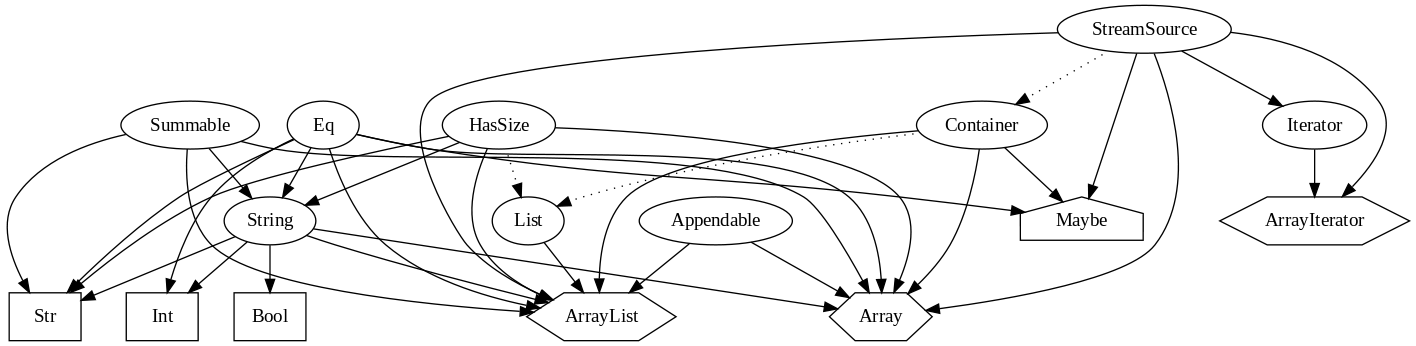 StreamSource
Summable
Eq
HasSize
Container
Iterator
String
List
Appendable
Maybe
ArrayIterator
Str
Int
Bool
ArrayList
Array